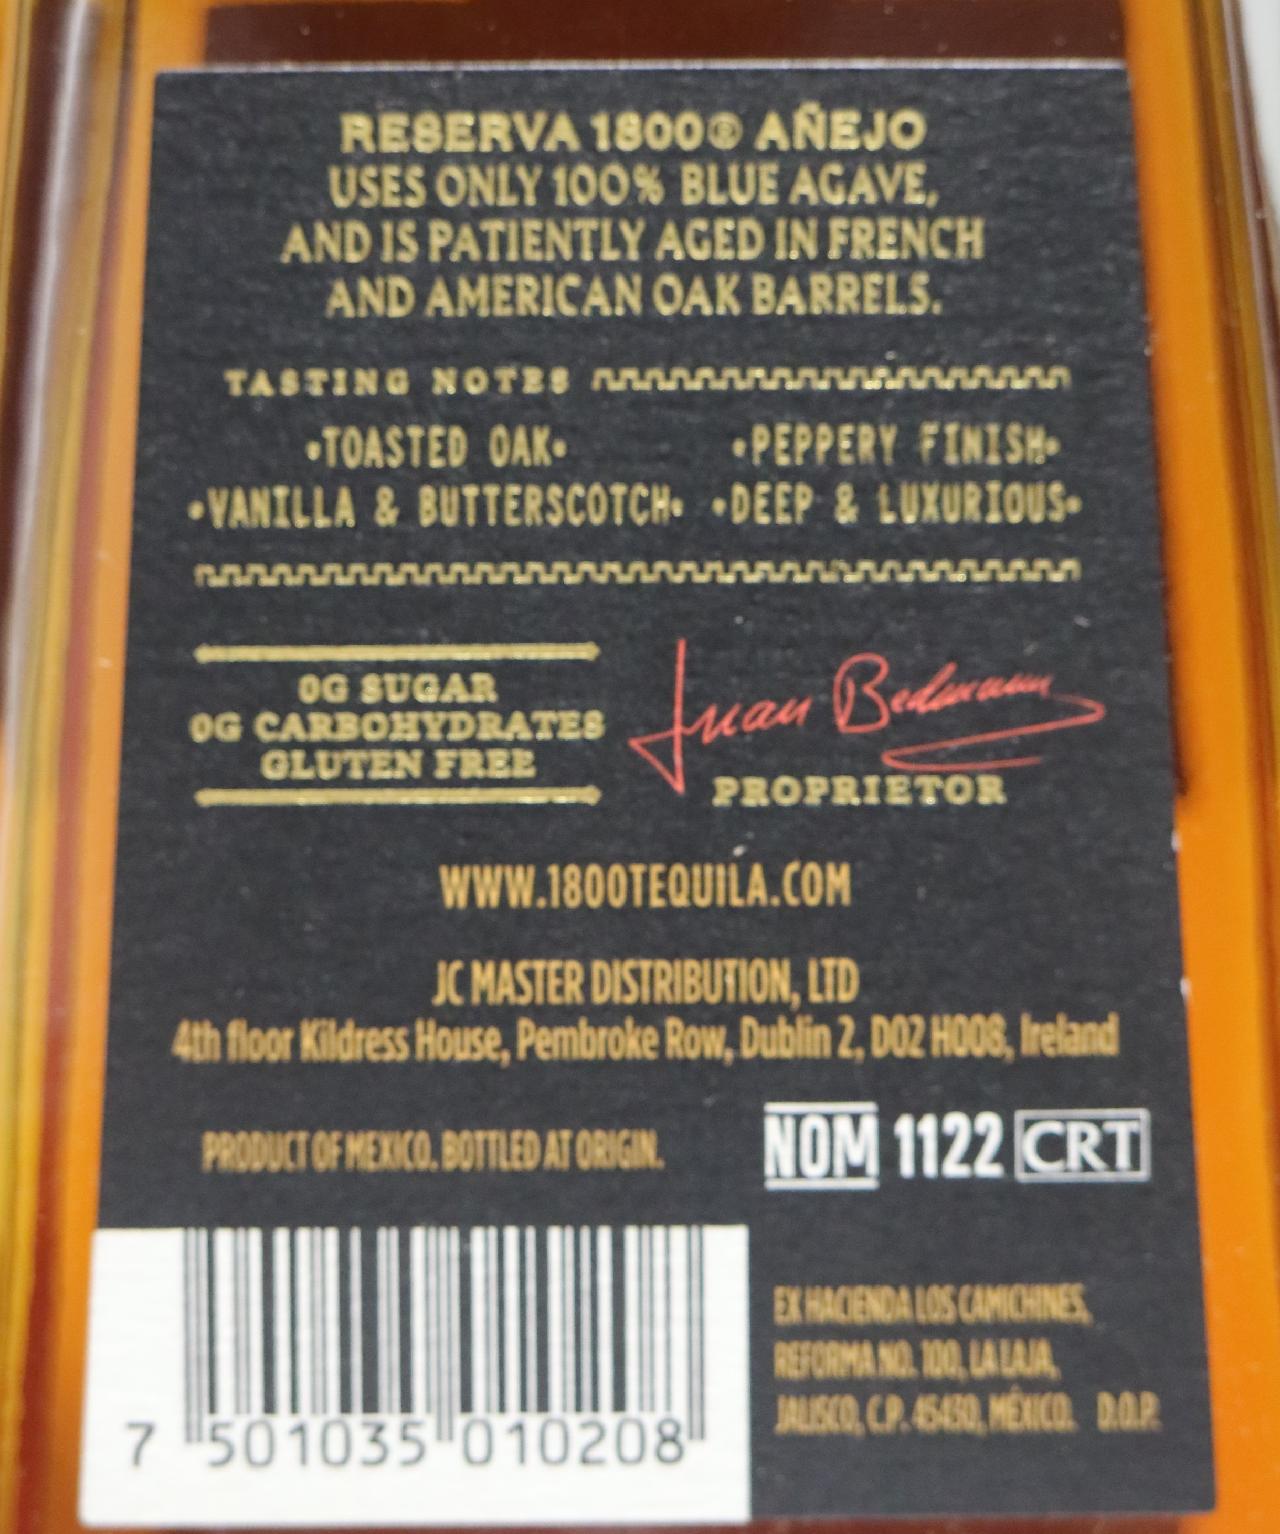 RESERVA 1800® AÑEJO
USES ONLY 100% BLUE AGAVE,
AND IS PATIENTLY AGED IN FRENCH
AND AMERICAN OAK BARRELS.
TASTING NOTES
•TOASTED OAK• •PEPPERY FINISH•
•VANILLA & BUTTERSCOTCH• •DEEP & LUXURIOUS•
0G SUGAR
0G CARBOHYDRATES
GLUTEN FREE
Juan Beckmann
PROPRIETOR
WWW.1800TEQUILA.COM
JC MASTER DISTRIBUTION, LTD
4th floor Kildress House, Pembroke Row, Dublin 2, D02 H008, Ireland
PRODUCT OF MEXICO. BOTTLED AT ORIGIN.
NOM 1122 CRT
EX HACIENDA LOS CAMICHINES,
REFORMA NO. 100, LA LAJA,
JALISCO, C.P. 45430, MÉXICO. D.O.P.
7 501035 010208